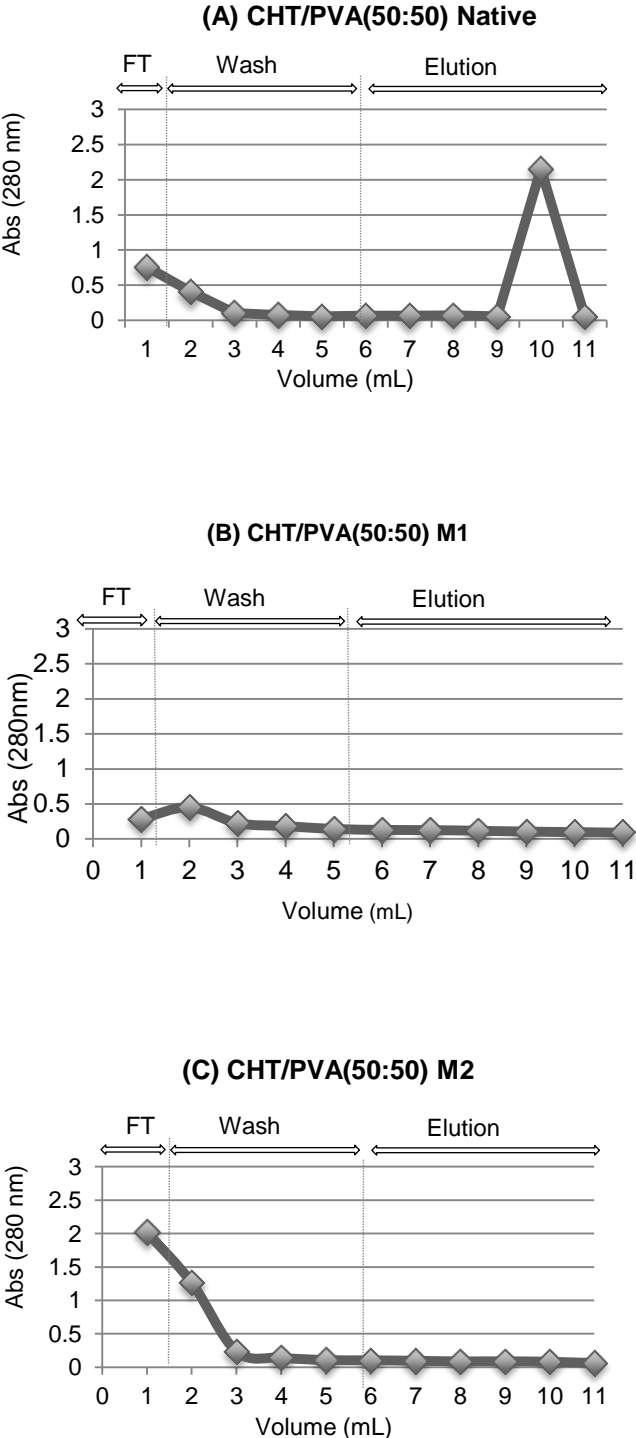 (A) CHT/PVA(50:50) Native
FT Wash Elution
Abs (280 nm)
3
2.5
2
1.5
1
0.5
0
1 2 3 4 5 6 7 8 9 10 11
Volume (mL)
(B) CHT/PVA(50:50) M1
FT Wash Elution
Abs (280nm)
3
2.5
2
1.5
1
0.5
0
0 1 2 3 4 5 6 7 8 9 10 11
Volume (mL)
(C) CHT/PVA(50:50) M2
FT Wash Elution
Abs (280 nm)
3
2.5
2
1.5
1
0.5
0
0 1 2 3 4 5 6 7 8 9 10 11
Volume (mL)